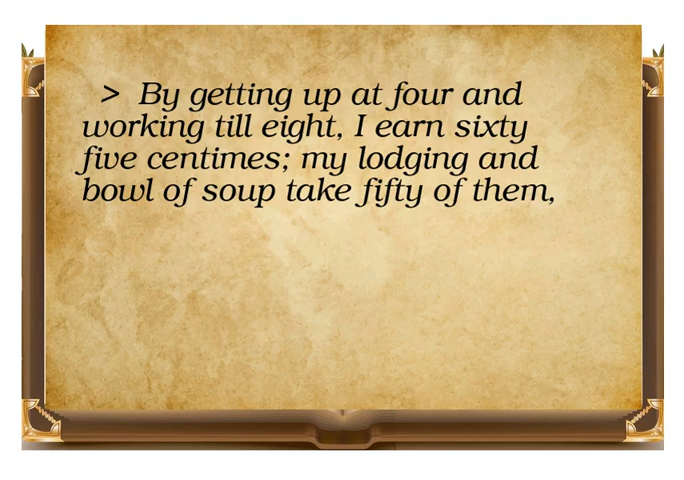 > By getting up at four and
working till eight, I earn sixty
five centimes; my lodging and
bowl of soup take fifty of them,